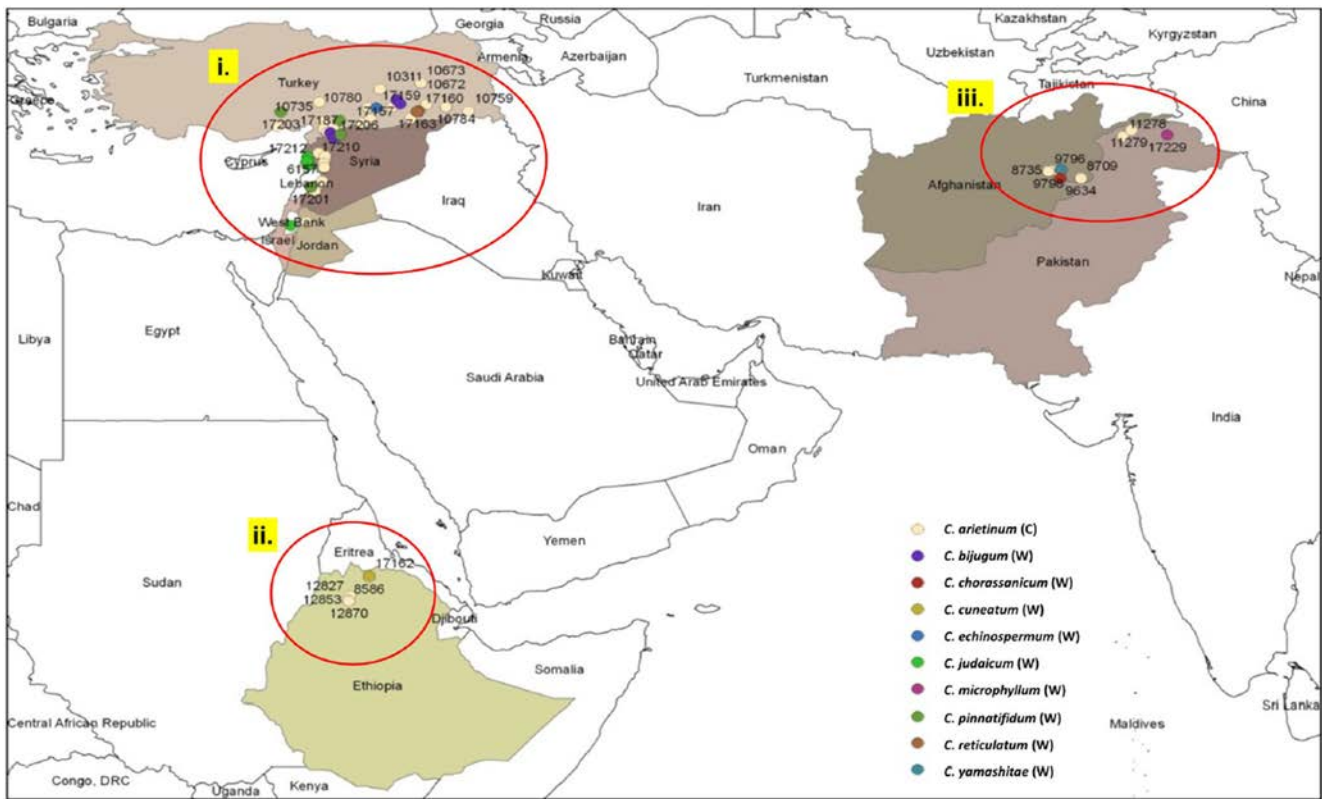 Bulgaria
Georgia
Russia
Kazakhstan
Kyrgyzstan
Uzbekistan
Armenia
Azerbaijan
Turkmenistan
Tajikistan
China
Greece
i.
Turkey
10311
10673
10672
10735
10780
17159
17160
10759
17157
17203
17187
17206
17163
10784
17212
17210
Cyprus
Syria
6157
Lebanon
17201
Iraq
Iran
West Bank
Israel
Jordan
iii.
11278
11279
17229
9796
8709
8735
9798
9634
Afghanistan
Pakistan
Nepal
Kuwait
Libya
Egypt
Bahrain
Qatar
Saudi Arabia
United Arab Emirates
India
Oman
Chad
ii.
Eritrea
17162
Yemen
Sudan
12827
8586
12853
12870
Djibouti
Somalia
Ethiopia
Central African Republic
Maldives
Sri Lanka
Congo, DRC
Uganda
Kenya
C. arietinum (C)
C. bijugum (W)
C. chorassanicum (W)
C. cuneatum (W)
C. echinospermum (W)
C. judaicum (W)
C. microphyllum (W)
C. pinnatifidum (W)
C. reticulatum (W)
C. yamashitae (W)